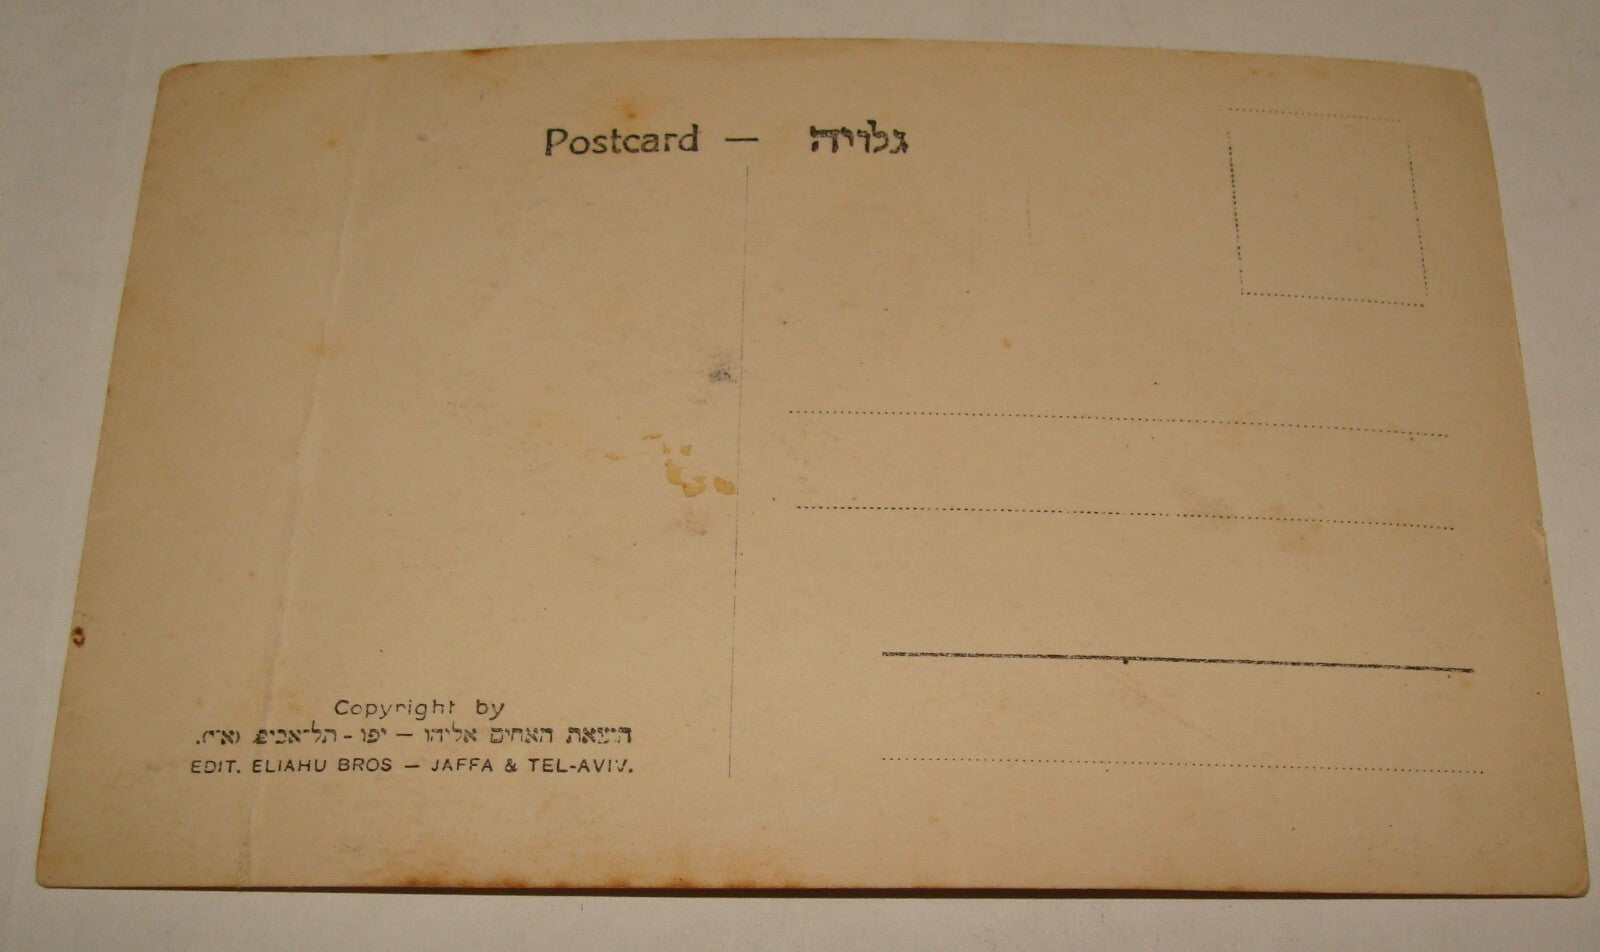 Postcard — גלויה
Copyright by
הוצאת האחים אליהו — יפו - תל־אביב (א״י).
EDIT. ELIAHU BROS — JAFFA & TEL-AVIV.